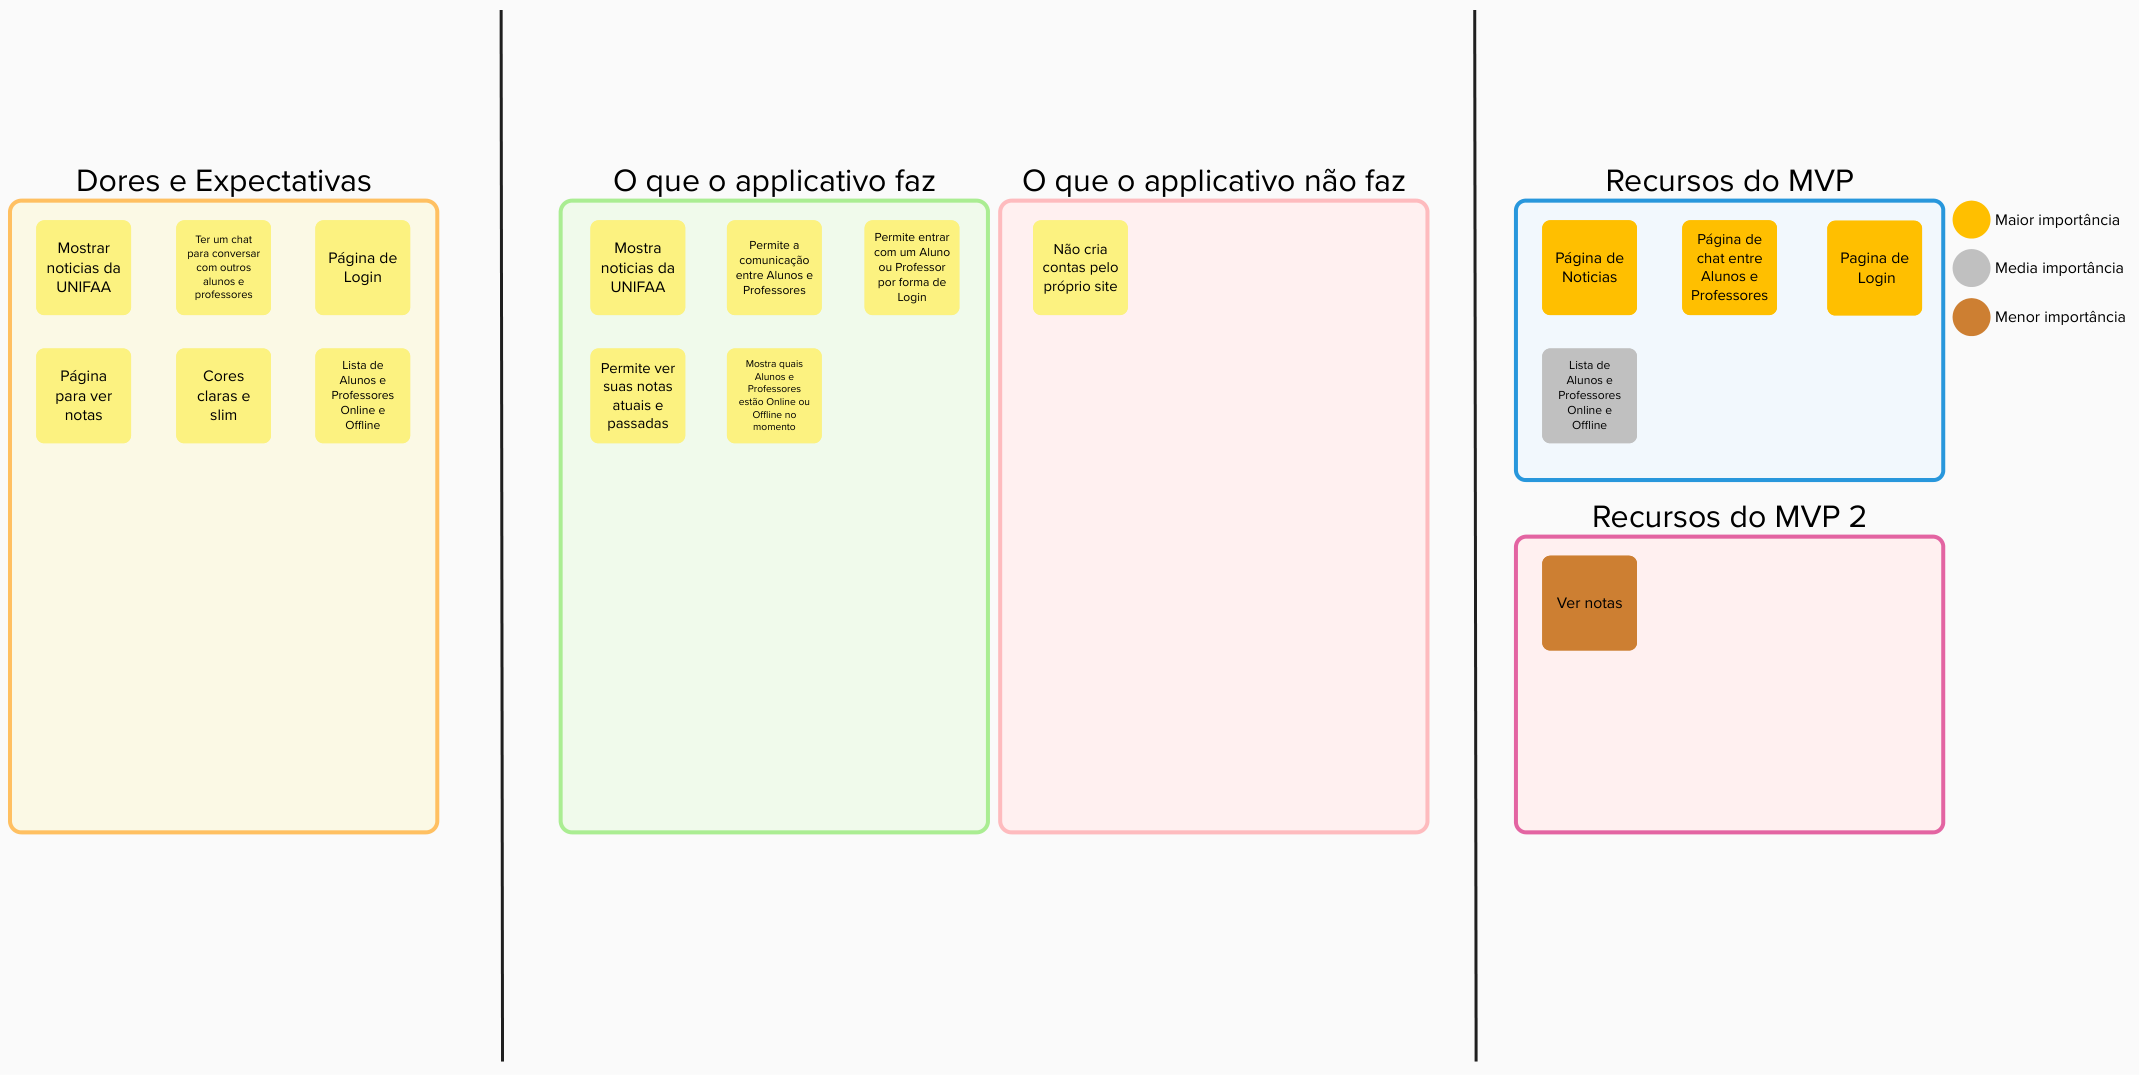 Dores e Expectativas
Mostrar
noticias da
UNIFAA
Ter um chat
para conversar
com outros
alunos e
professores
Página de
Login
Página
para ver
notas
Cores
claras e
slim
Lista de
Alunos e
Professores
Online e
Offline
O que o applicativo faz
Mostra
noticias da
UNIFAA
Permite a
comunicação
entre Alunos e
Professores
Permite entrar
com um Aluno
ou Professor
por forma de
Login
Permite ver
suas notas
atuais e
passadas
Mostra quais
Alunos e
Professores
estão Online ou
Offline no
momento
O que o applicativo não faz
Não cria
contas pelo
próprio site
Recursos do MVP
Página de
Noticias
Página de
chat entre
Alunos e
Professores
Pagina de
Login
Lista de
Alunos e
Professores
Online e
Offline
Maior importância
Media importância
Menor importância
Recursos do MVP 2
Ver notas